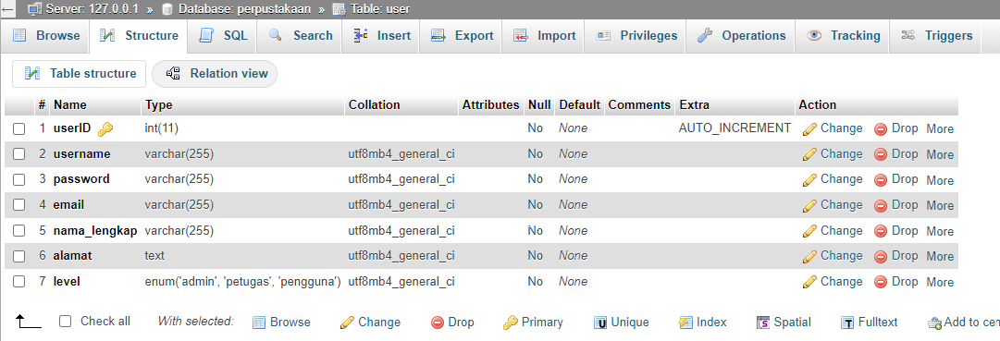 Server: 127.0.0.1 » Database: perpustakaan » Table: user
Browse Structure SQL Search Insert Export Import Privileges Operations Tracking Triggers
Table structure Relation view
# Name Type Collation Attributes Null Default Comments Extra Action
1 userID int(11) No None AUTO_INCREMENT Change Drop More
2 username varchar(255) utf8mb4_general_ci No None Change Drop More
3 password varchar(255) utf8mb4_general_ci No None Change Drop More
4 email varchar(255) utf8mb4_general_ci No None Change Drop More
5 nama_lengkap varchar(255) utf8mb4_general_ci No None Change Drop More
6 alamat text utf8mb4_general_ci No None Change Drop More
7 level enum('admin', 'petugas', 'pengguna') utf8mb4_general_ci No None Change Drop More
Check all With selected: Browse Change Drop Primary Unique Index Spatial Fulltext Add to cen